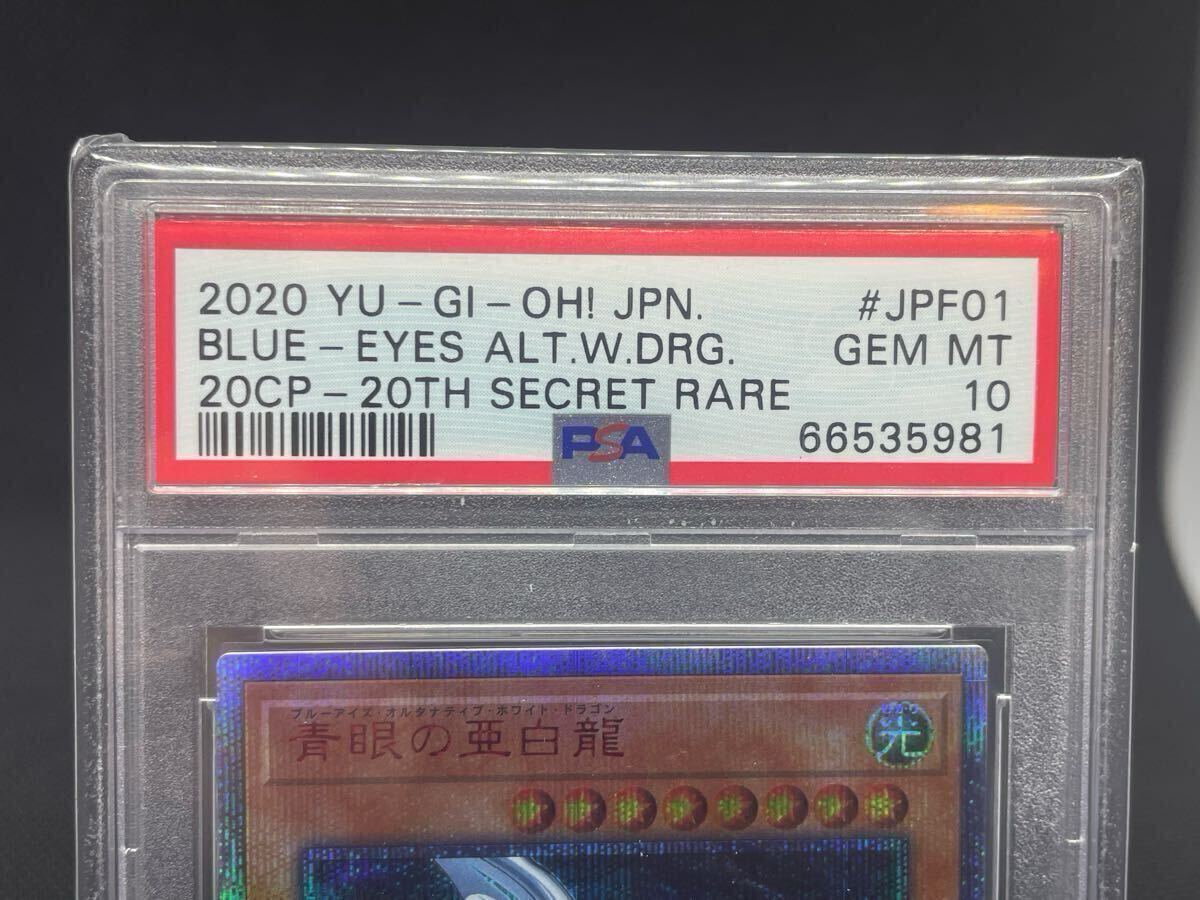 2020 YU-GI-OH! JPN. #JPF01
BLUE-EYES ALT.W.DRG. GEM MT
20CP-20TH SECRET RARE 10
PSA 66535981
ブルーアイズ・オルタナティブ・ホワイト・ドラゴン
青眼の亜白龍
光